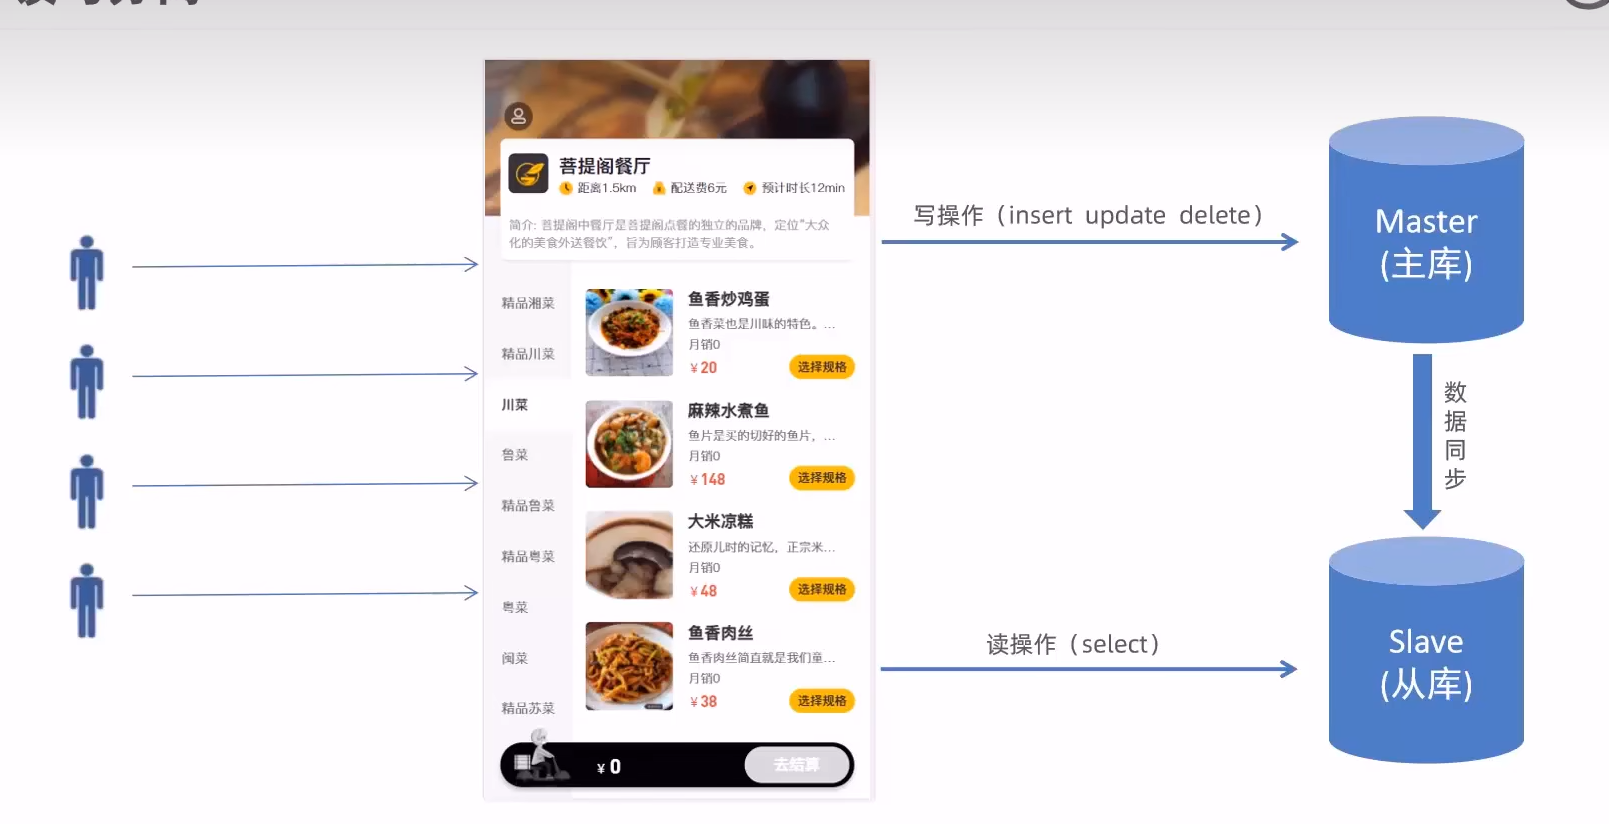 菩提阁餐厅
距离1.5km 配送费6元 预计时长12min
简介: 菩提阁中餐厅是菩提阁点餐的独立的品牌，定位“大众
化的美食外送餐饮”，旨为顾客打造专业美食。
精品湘菜
精品川菜
川菜
鲁菜
精品鲁菜
精品粤菜
粤菜
闽菜
精品苏菜
鱼香炒鸡蛋
鱼香菜也是川味的特色。...
月销0
¥20 选择规格
麻辣水煮鱼
鱼片是买的切好的鱼片，...
月销0
¥148 选择规格
大米凉糕
还原儿时的记忆，正宗米...
月销0
¥48 选择规格
鱼香肉丝
鱼香肉丝简直就是我们童...
月销0
¥38 选择规格
¥0 去结算
写操作（insert update delete）
读操作（select）
Master
(主库)
数据同步
Slave
(从库)